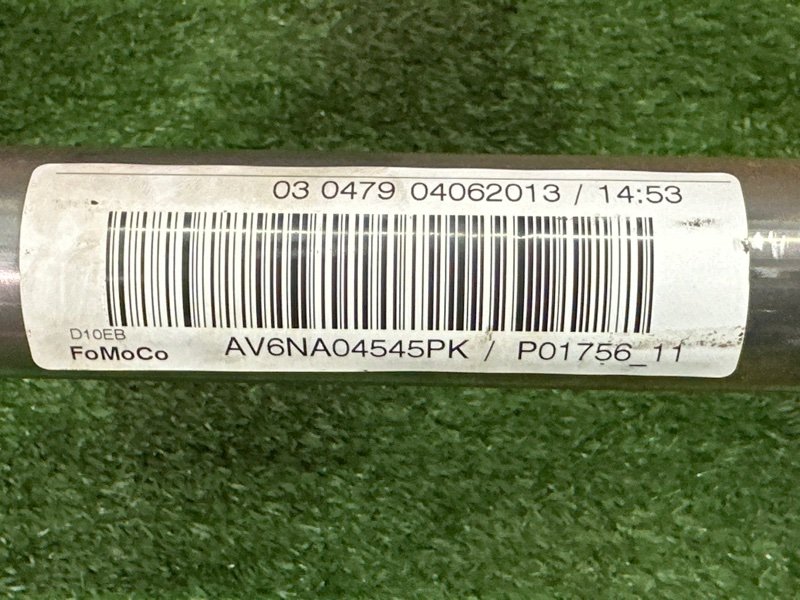 03 0479 04062013 / 14:53
D10EB
FoMoCo AV6NA04545PK / P01756_11